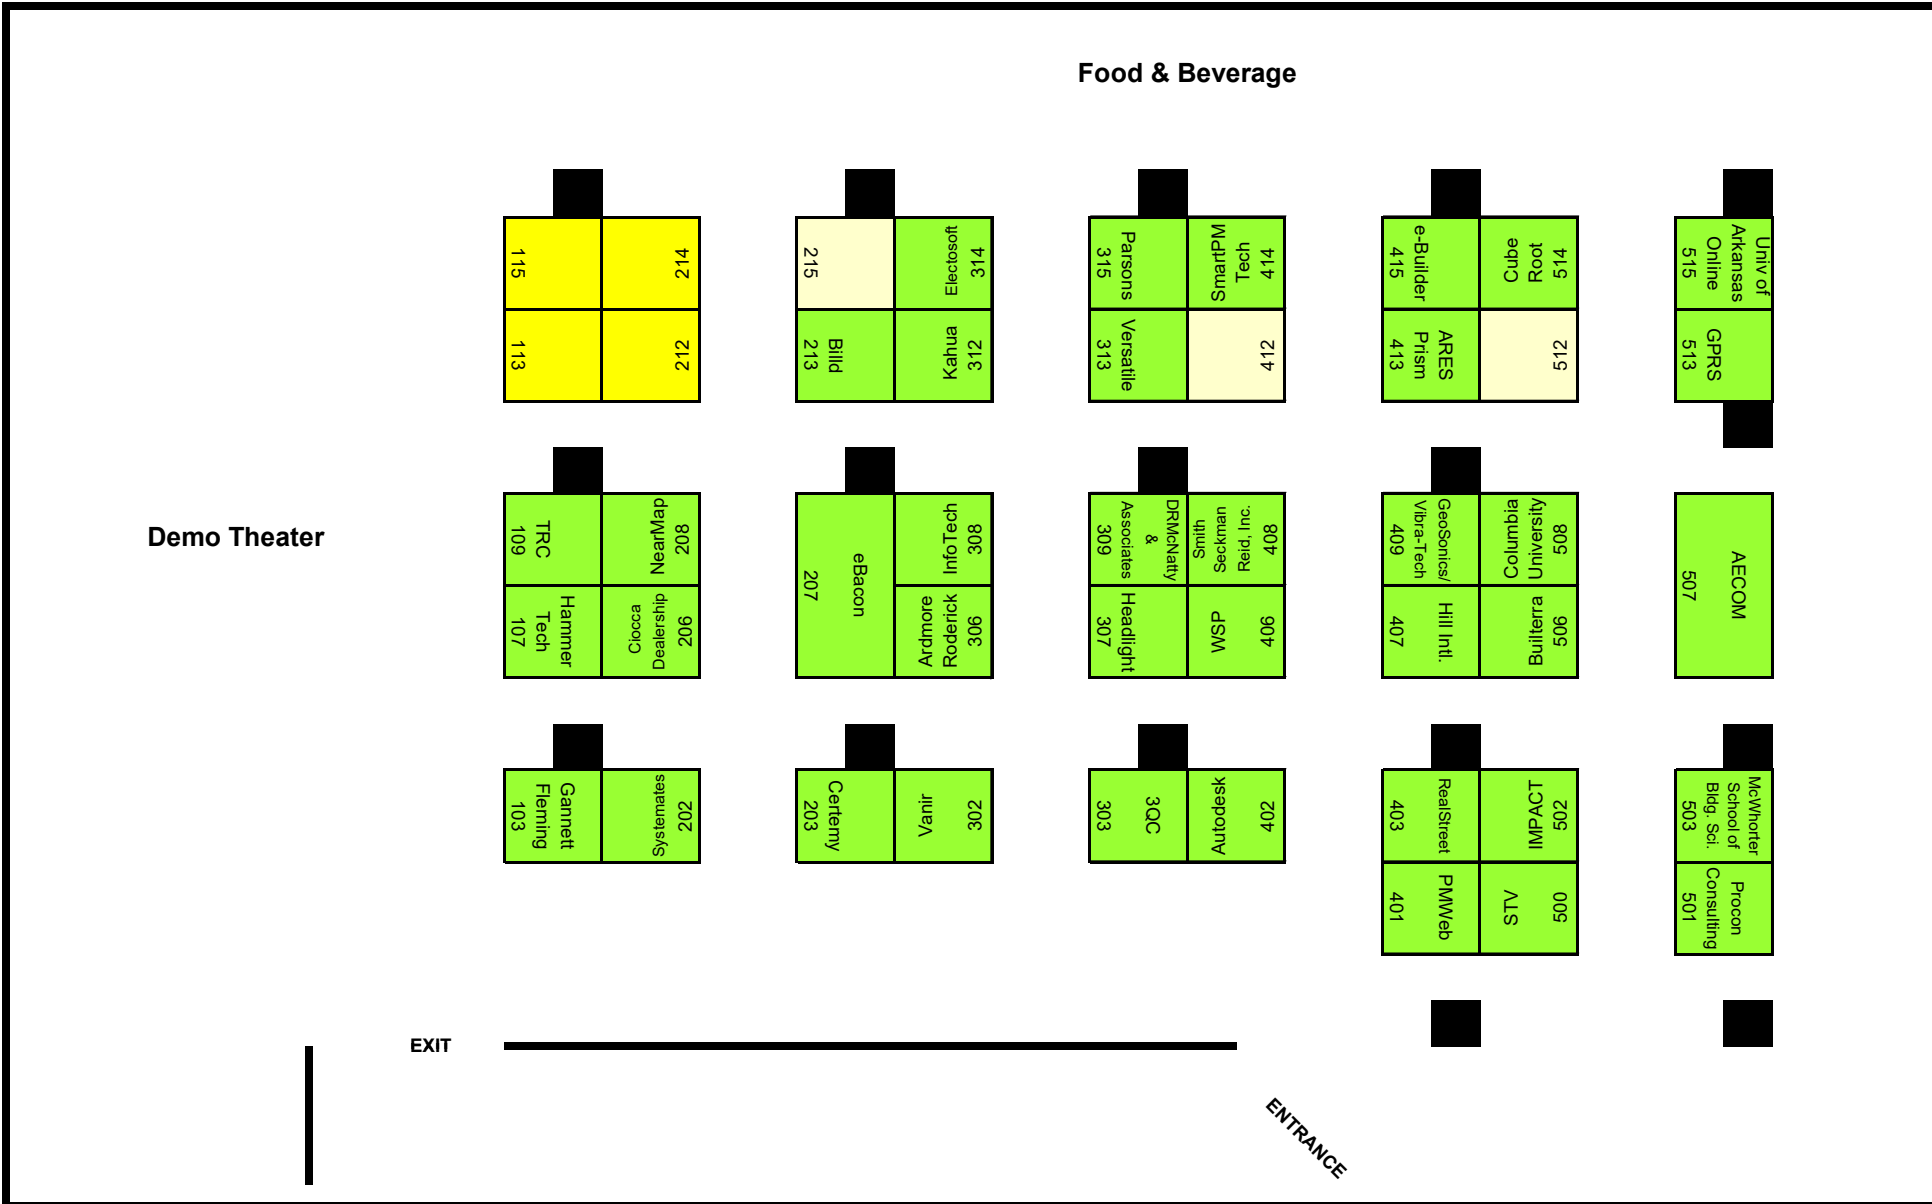 Food & Beverage
115
214
113
212
215
Electosoft
314
Billd
213
Kahua
312
Parsons
315
SmartPM
Tech
414
Versatile
313
412
e-Builder
415
Cube
Root
514
ARES
Prism
413
512
Univ of
Arkansas
Online
515
GPRS
513
Demo Theater
TRC
109
NearMap
208
Hammer
Tech
107
Ciocca
Dealership
206
eBacon
207
InfoTech
308
Ardmore
Roderick
306
DRMcNatty
&
Associates
309
Smith
Seckman
Reid, Inc.
408
Headlight
307
WSP
406
GeoSonics/
Vibra-Tech
409
Columbia
University
508
Hill Intl.
407
Builterra
506
AECOM
507
Gannett
Fleming
103
Systemates
202
Certemy
203
Vanir
302
3QC
303
Autodesk
402
RealStreet
403
IMPACT
502
PMWeb
401
STV
500
McWhorter
School of
Bldg. Sci.
503
Procon
Consulting
501
EXIT
ENTRANCE